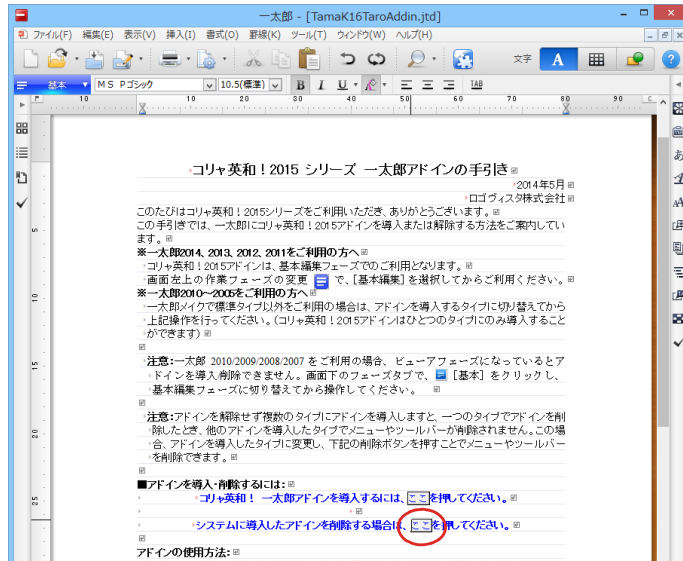 一太郎 - [TamaK16TaroAddin.jtd]
ファイル(F) 編集(E) 表示(V) 挿入(I) 書式(O) 罫線(K) ツール(T) ウィンドウ(W) ヘルプ(H)
文字 A
基本 MS Pゴシック 10.5(標準) B I U
10 10 20 30 40 50 60 70 80 90
コリャ英和！2015 シリーズ 一太郎アドインの手引き
2014年5月
ロゴヴィスタ株式会社
このたびはコリャ英和！2015シリーズをご利用いただき、ありがとうございます。
この手引きでは、一太郎にコリャ英和！2015アドインを導入または解除する方法をご案内してい
ます。
※一太郎2014、2013、2012、2011をご利用の方へ
コリャ英和！2015アドインは、基本編集フェーズでのご利用となります。
画面左上の作業フェーズの変更 で、[基本編集] を選択してからご利用ください。
※一太郎2010～2005をご利用の方へ
一太郎メイクで標準タイプ以外をご利用の場合は、アドインを導入するタイプに切り替えてから
上記操作を行ってください。(コリャ英和！2015アドインはひとつのタイプにのみ導入すること
ができます)
注意:一太郎 2010/2009/2008/2007 をご利用の場合、ビューアフェーズになっているとア
ドインを導入/削除できません。画面下のフェーズタブで、 [基本] をクリックし、
基本編集フェーズに切り替えてから操作してください。
注意:アドインを解除せず複数のタイプにアドインを導入しますと、一つのタイプでアドインを削
除したとき、他のアドインを導入したタイプでメニューやツールバーが削除されません。この場
合、アドインを導入したタイプに変更し、下記の削除ボタンを押すことでメニューやツールバー
を削除できます。
■アドインを導入・削除するには:
コリャ英和！ 一太郎アドインを導入するには、ここを押してください。
システムに導入したアドインを削除する場合は、ここを押してください。
アドインの使用方法: